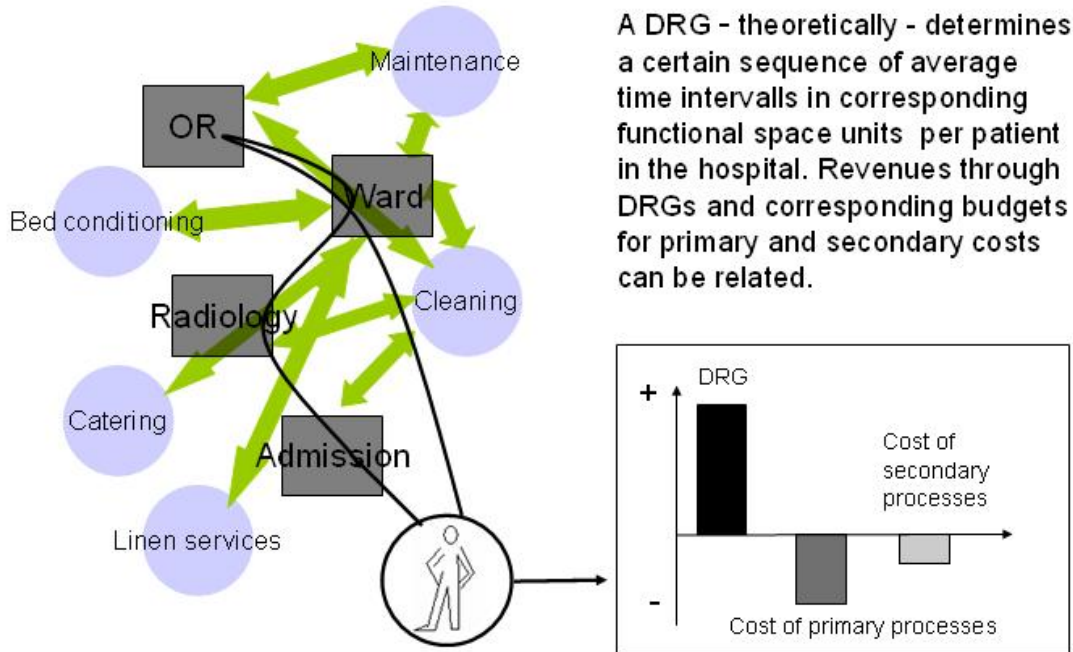 A DRG - theoretically - determines
a certain sequence of average
time intervalls in corresponding
functional space units per patient
in the hospital. Revenues through
DRGs and corresponding budgets
for primary and secondary costs
can be related.
Maintenance
OR
Ward
Bed conditioning
Cleaning
Radiology
Catering
Admission
Linen services
+
DRG
Cost of
secondary
processes
-
Cost of primary processes